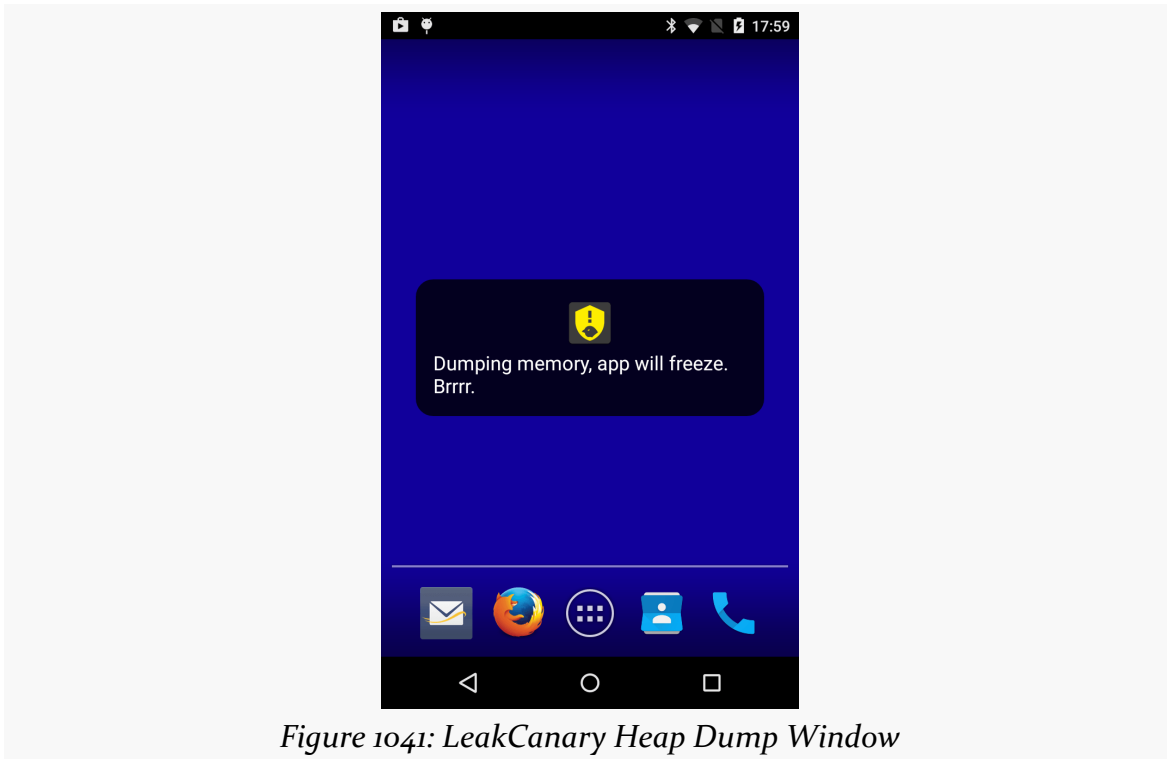 17:59
Dumping memory, app will freeze.
Brrrr.
Figure 1041: LeakCanary Heap Dump Window